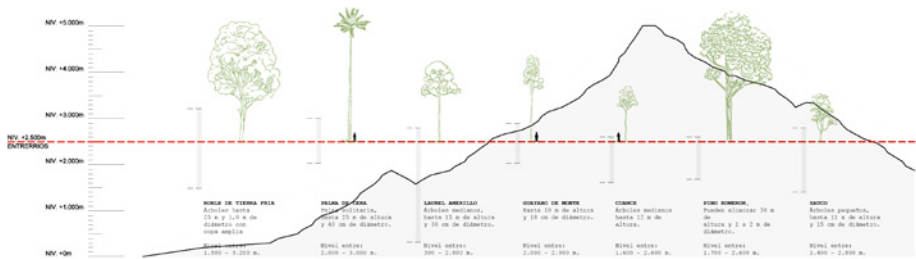 NIV. +5.000m
NIV. +4.000m
NIV. +3.000m
NIV. +2.500m
ENTRERRIOS
NIV. +2.000m
NIV. +1.000m
NIV. +0m
ROBLE DE TIERRA FRIA
Árboles hasta
25 m y 1,0 m de
diámetro con
copa amplia
Nivel entre:
1.500 - 3.200 m.
PALMA DE CERA
Palma solitaria,
hasta 25 m de altura
y 40 cm de diámetro.
Nivel entre:
2.000 - 3.000 m.
LAUREL AMARILLO
Árboles medianos,
hasta 15 m de altura
y 30 cm de diámetro.
Nivel entre:
300 - 2.800 m.
GUAYABO DE MONTE
Hasta 10 m de altura
y 18 cm de diámetro.
Nivel entre:
2.000 - 2.900 m.
Árboles medianos
hasta 12 m de
altura.
Nivel entre:
1.600 - 2.600 m.
PINO ROMERON,
Pueden alcanzar 30 m
de
altura y 1 a 2 m de
diámetro.
Nivel entre:
1.700 - 2.600 m.
SAUCO
Árboles pequeños,
hasta 11 m de altura
y 15 cm de diámetro.
Nivel entre:
1.400 - 2.800 m.